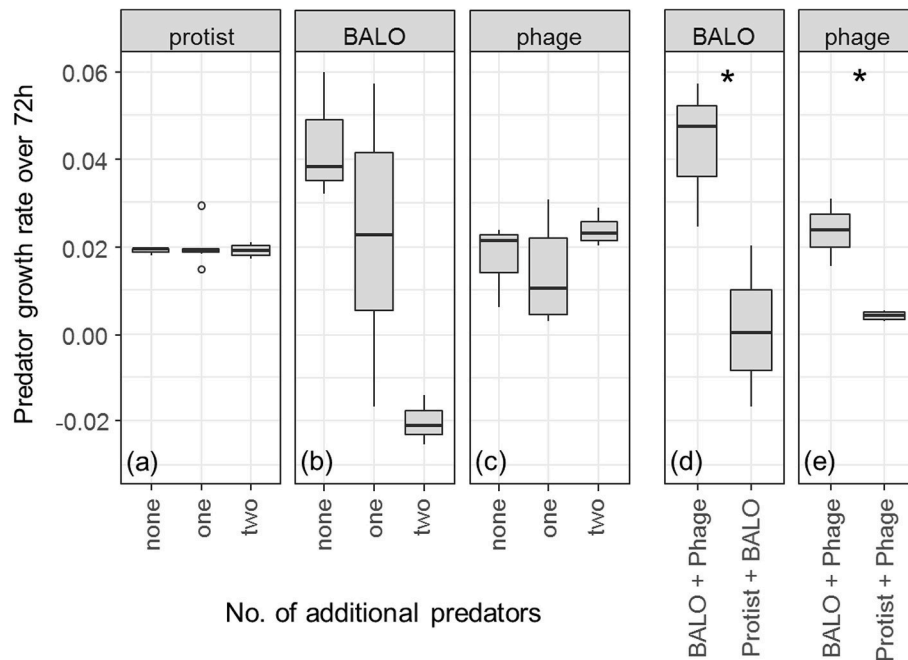 protist
BALO
phage
BALO
phage
Predator growth rate over 72h
0.06
0.04
0.02
0.00
-0.02
*
*
(a)
(b)
(c)
(d)
(e)
none
one
two
none
one
two
none
one
two
BALO + Phage
Protist + BALO
BALO + Phage
Protist + Phage
No. of additional predators